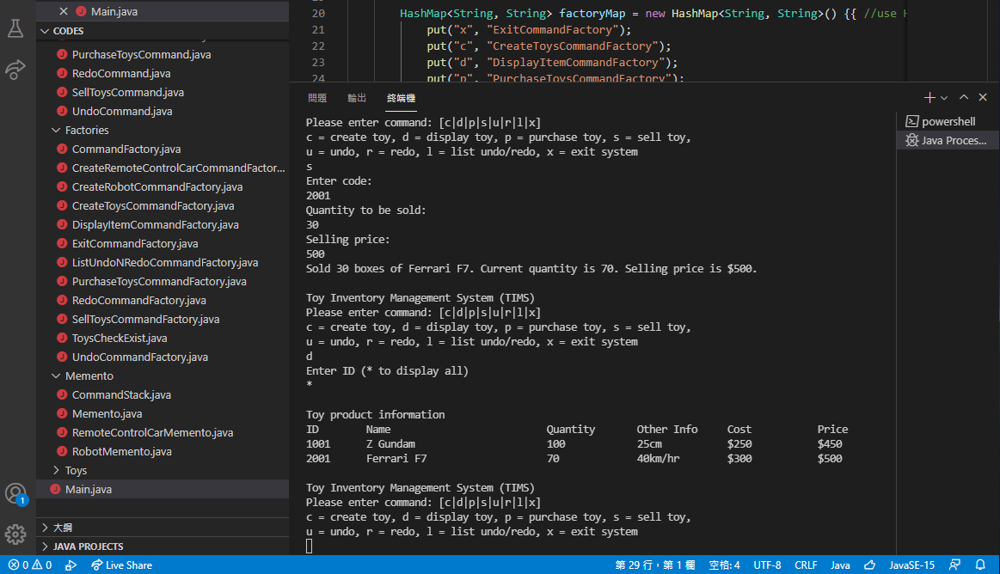 Main.java
CODES
PurchaseToysCommand.java
RedoCommand.java
SellToysCommand.java
UndoCommand.java
Factories
CommandFactory.java
CreateRemoteControlCarCommandFactor...
CreateRobotCommandFactory.java
CreateToysCommandFactory.java
DisplayItemCommandFactory.java
ExitCommandFactory.java
ListUndoNRedoCommandFactory.java
PurchaseToysCommandFactory.java
RedoCommandFactory.java
SellToysCommandFactory.java
ToysCheckExist.java
UndoCommandFactory.java
Memento
CommandStack.java
Memento.java
RemoteControlCarMemento.java
RobotMemento.java
Toys
Main.java
大綱
JAVA PROJECTS
1
20 HashMap<String, String> factoryMap = new HashMap<String, String>() {{ //use H
21 put("x", "ExitCommandFactory");
22 put("c", "CreateToysCommandFactory");
23 put("d", "DisplayItemCommandFactory");
24 put("p", "PurchaseToysCommandFactory");
問題 輸出 終端機
powershell
Java Proces...
Please enter command: [c|d|p|s|u|r|l|x]
c = create toy, d = display toy, p = purchase toy, s = sell toy,
u = undo, r = redo, l = list undo/redo, x = exit system
s
Enter code:
2001
Quantity to be sold:
30
Selling price:
500
Sold 30 boxes of Ferrari F7. Current quantity is 70. Selling price is $500.
Toy Inventory Management System (TIMS)
Please enter command: [c|d|p|s|u|r|l|x]
c = create toy, d = display toy, p = purchase toy, s = sell toy,
u = undo, r = redo, l = list undo/redo, x = exit system
d
Enter ID (* to display all)
*
Toy product information
ID Name Quantity Other Info Cost Price
1001 Z Gundam 100 25cm $250 $450
2001 Ferrari F7 70 40km/hr $300 $500
Toy Inventory Management System (TIMS)
Please enter command: [c|d|p|s|u|r|l|x]
c = create toy, d = display toy, p = purchase toy, s = sell toy,
u = undo, r = redo, l = list undo/redo, x = exit system
0 0 Live Share 第 29 行，第 1 欄 空格: 4 UTF-8 CRLF Java JavaSE-15